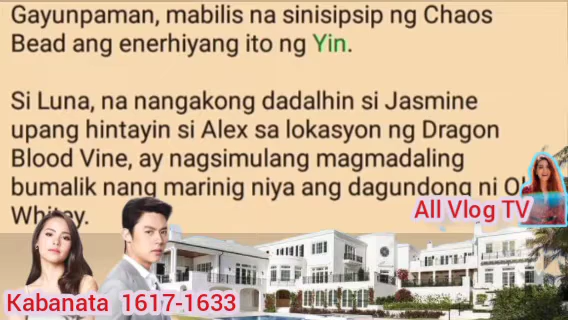 Gayunpaman, mabilis na sinisipsip ng Chaos
Bead ang enerhiyang ito ng Yin.
Si Luna, na nangakong dadalhin si Jasmine
upang hintayin si Alex sa lokasyon ng Dragon
Blood Vine, ay nagsimulang magmadaling
bumalik nang marinig niya ang dagundong ni
Whitey.
All Vlog TV
Kabanata 1617-1633